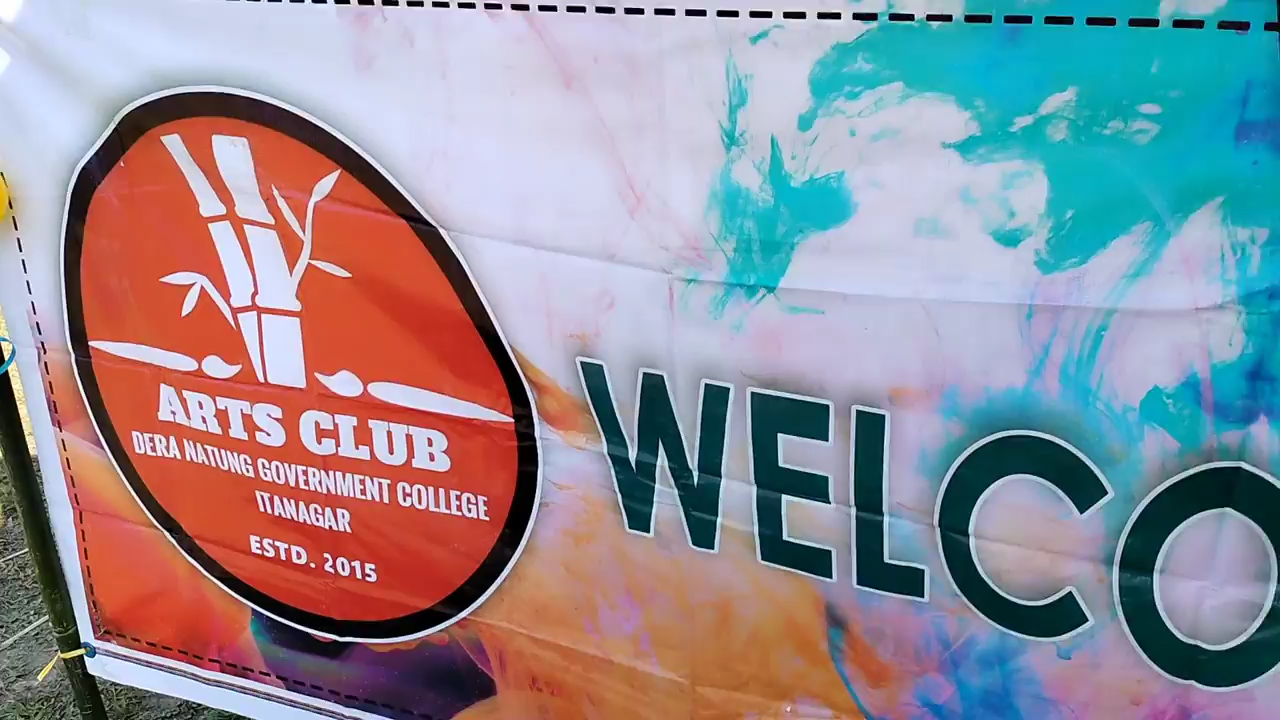 ARTS CLUB
DERA NATUNG GOVERNMENT COLLEGE
ITANAGAR
ESTD. 2015
WELCO